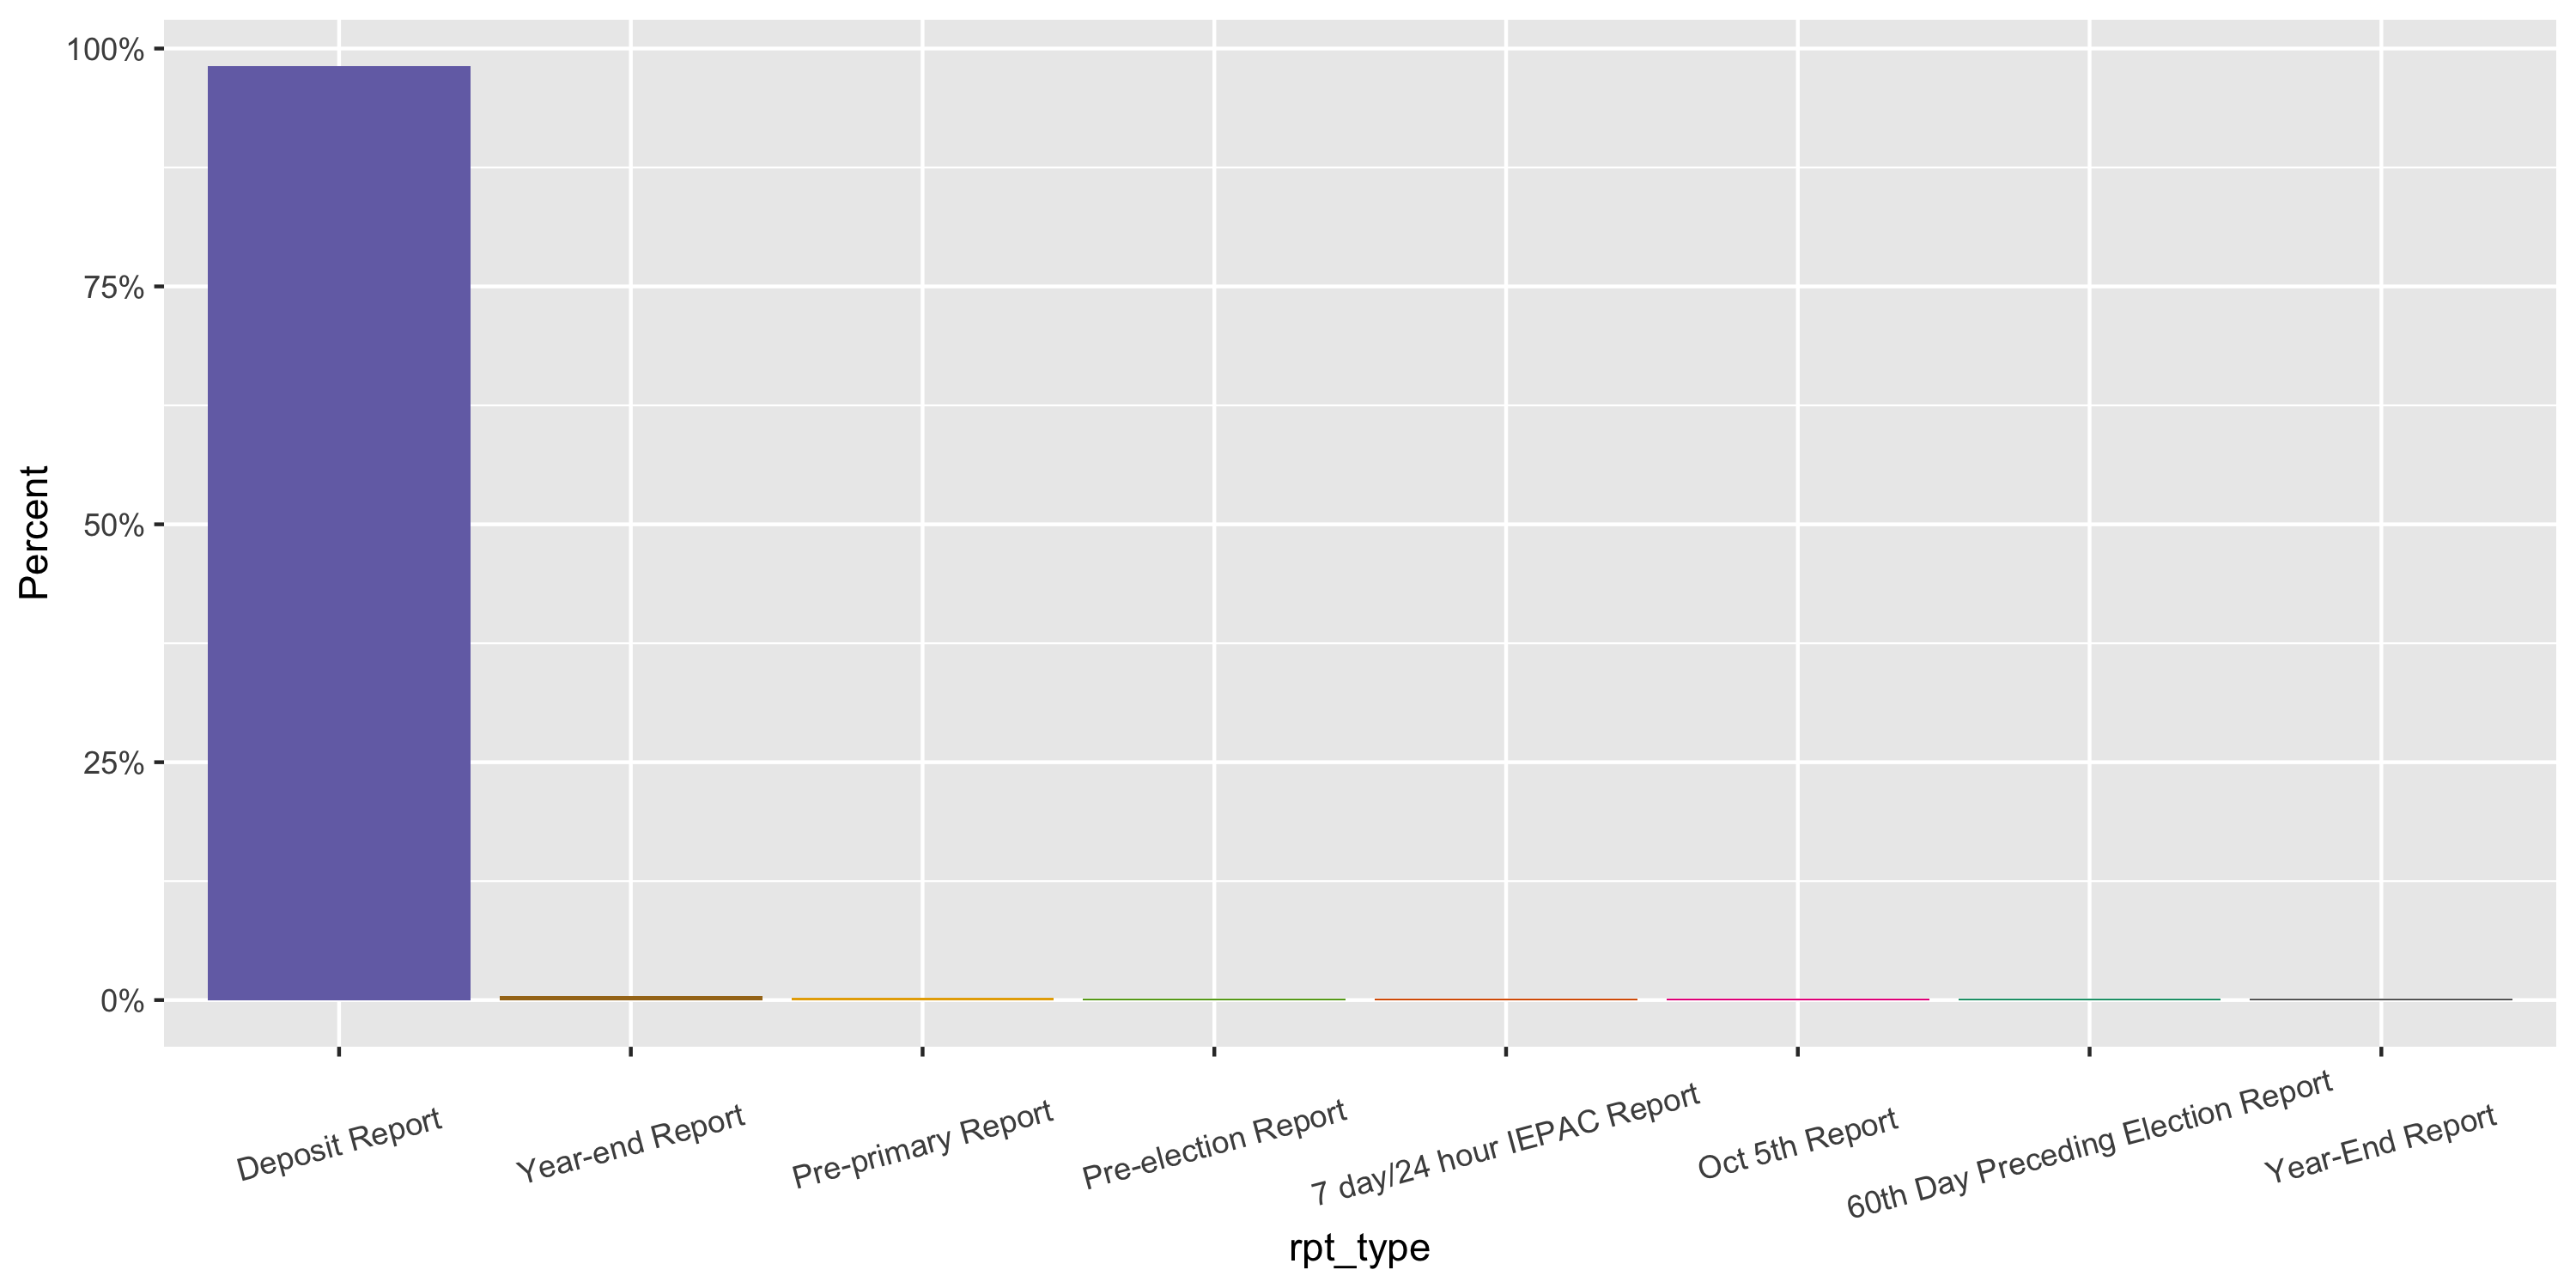 100%
75%
50%
25%
0%
Percent
Deposit Report
Year-end Report
Pre-primary Report
Pre-election Report
7 day/24 hour IEPAC Report
Oct 5th Report
60th Day Preceding Election Report
Year-End Report
rpt_type